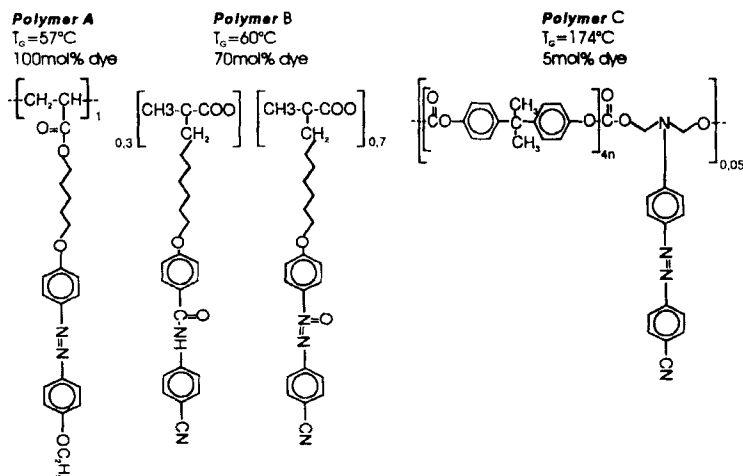 Polymer A
T_G=57°C
100mol% dye
Polymer B
T_G=60°C
70mol% dye
Polymer C
T_G=174°C
5mol% dye
CH₂-CH
1
O=C
O
O
N=N
OC₂H
0,3
CH3-C-COO
CH₂
O
C=O
NH
CN
CH3-C-COO
0,7
CH₂
O
N=O
N
CN
O
C
O
CH₃
C
CH₃
O
O
C
4n
O
N
O
0,05
N=N
CN